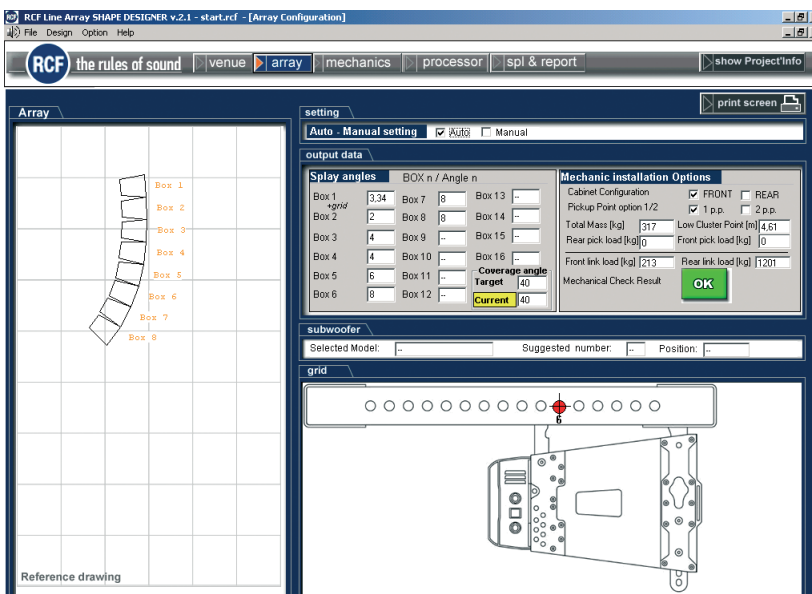 RCF Line Array SHAPE DESIGNER v.2.1 - start.rcf - [Array Configuration]
File Design Option Help
RCF the rules of sound venue array mechanics processor spl & report show Project'Info
print screen
Array
Box 1
Box 2
Box 3
Box 4
Box 5
Box 6
Box 7
Box 8
Reference drawing
setting
Auto - Manual setting Auto Manual
output data
Splay angles BOX n / Angle n
Box 1 +grid 3,34 Box 7 8 Box 13 --
Box 2 2 Box 8 8 Box 14 --
Box 3 4 Box 9 -- Box 15 --
Box 4 4 Box 10 -- Box 16 --
Box 5 6 Box 11 --
Box 6 8 Box 12 --
Coverage angle
Target 40
Current 40
Mechanic installation Options
Cabinet Configuration FRONT REAR
Pickup Point option 1/2 1 p.p. 2 p.p.
Total Mass [kg] 317 Low Cluster Point [m] 4,61
Rear pick load [kg] 0 Front pick load [kg] 0
Front link load [kg] 213 Rear link load [kg] 1201
Mechanical Check Result OK
subwoofer
Selected Model: -- Suggested number: -- Position: --
grid
6